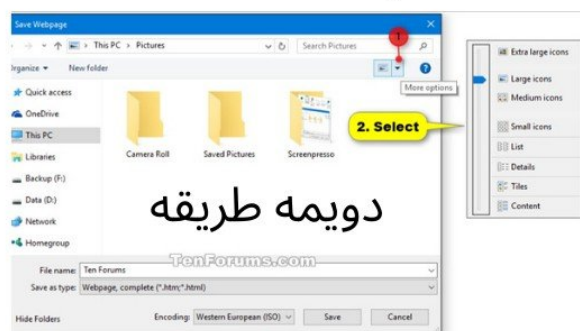 Save Webpage
This PC > Pictures
Search Pictures
1
Organize
New folder
More options
Quick access
OneDrive
This PC
Libraries
Backup (F:)
Data (D:)
Network
Homegroup
Camera Roll
Saved Pictures
Screenpresso
2. Select
دویمه طریقه
TenForums.com
File name: Ten Forums
Save as type: Webpage, complete (*.htm;*.html)
Hide Folders
Encoding: Western European (ISO)
Save
Cancel
Extra large icons
Large icons
Medium icons
Small icons
List
Details
Tiles
Content